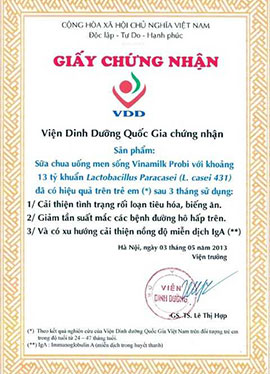 CỘNG HÒA XÃ HỘI CHỦ NGHĨA VIỆT NAM
Độc lập - Tự Do - Hạnh phúc
GIẤY CHỨNG NHẬN
VDD
Viện Dinh Dưỡng Quốc Gia chứng nhận
Sản phẩm:
Sữa chua uống men sống Vinamilk Probi với khoảng
13 tỷ khuẩn Lactobacillus Paracasei (L. casei 431)
đã có hiệu quả trên trẻ em (*) sau 3 tháng sử dụng:
1/ Cải thiện tình trạng rối loạn tiêu hóa, biếng ăn.
2/ Giảm tần suất mắc các bệnh đường hô hấp trên.
3/ Và có xu hướng cải thiện nồng độ miễn dịch IgA (**)
Hà Nội, ngày 03 tháng 05 năm 2013
Viện trưởng
VIỆN
DINH DƯỠNG
GS. TS. Lê Thị Hợp
(*) Theo kết quả nghiên cứu của Viện Dinh dưỡng Quốc Gia Việt Nam trên đối tượng trẻ em
trong độ tuổi từ 24 - 47 tháng tuổi.
(**) IgA : Immunoglobulin A (miễn dịch trong huyết thanh)